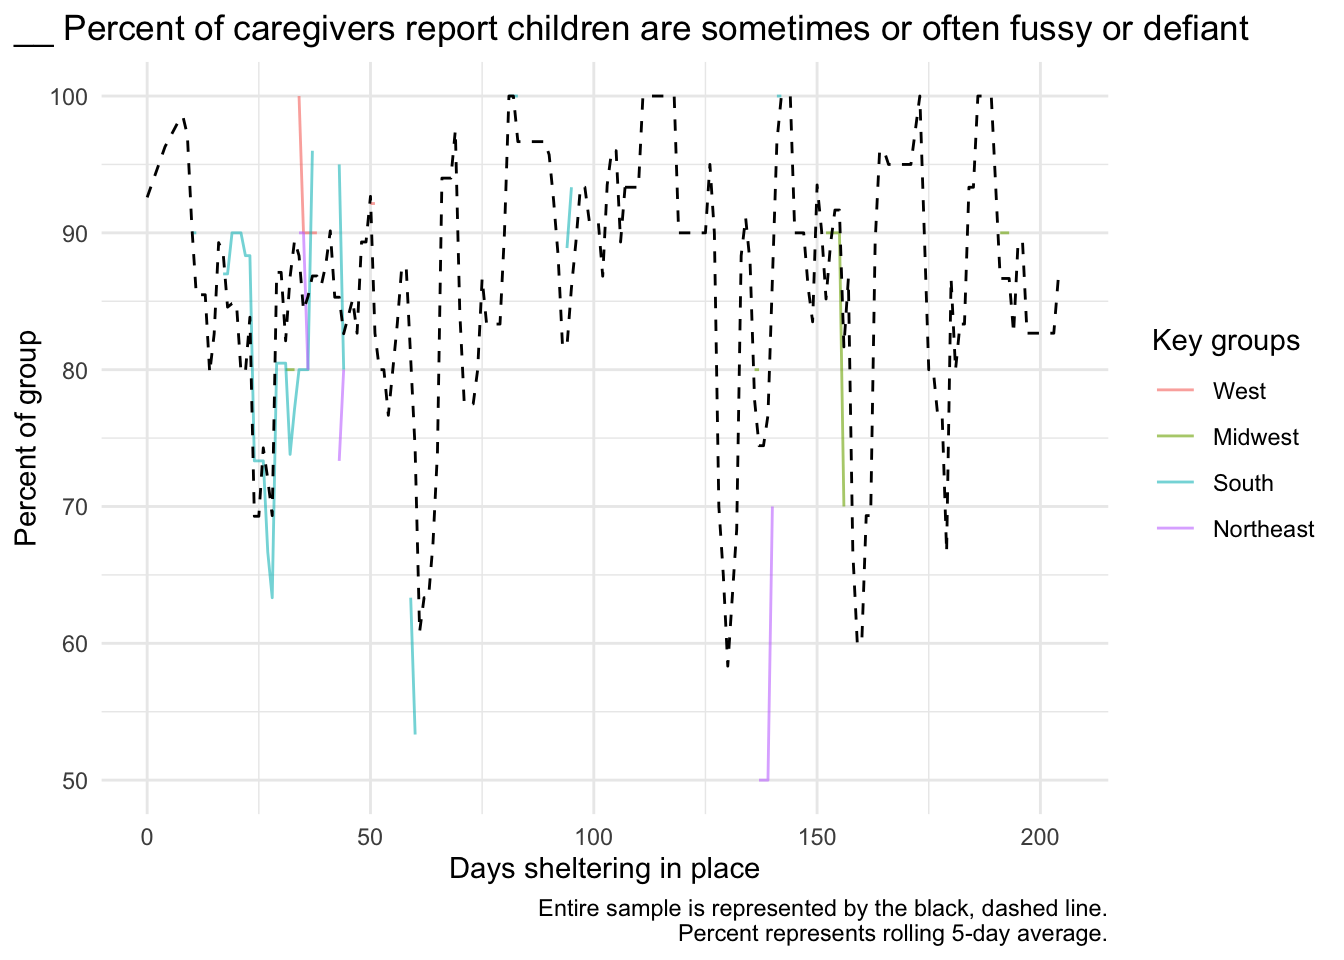 __ Percent of caregivers report children are sometimes or often fussy or defiant
Percent of group
100
90
80
70
60
50
0
50
100
150
200
Days sheltering in place
Key groups
West
Midwest
South
Northeast
Entire sample is represented by the black, dashed line.
Percent represents rolling 5-day average.